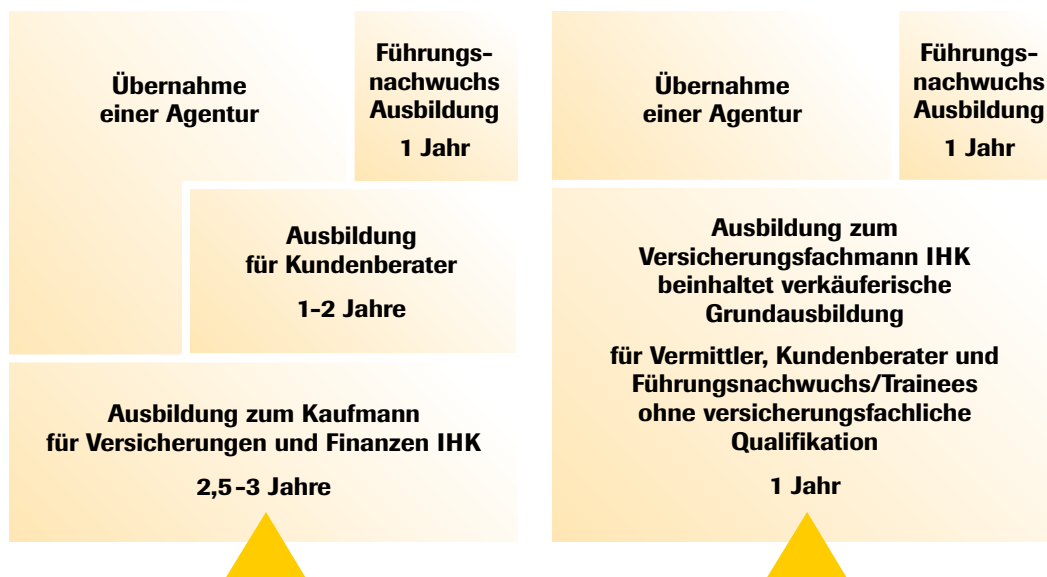 Übernahme
einer Agentur
Führungs-
nachwuchs
Ausbildung
1 Jahr
Ausbildung
für Kundenberater
1-2 Jahre
Ausbildung zum Kaufmann
für Versicherungen und Finanzen IHK
2,5-3 Jahre
Übernahme
einer Agentur
Führungs-
nachwuchs
Ausbildung
1 Jahr
Ausbildung zum
Versicherungsfachmann IHK
beinhaltet verkäuferische
Grundausbildung
für Vermittler, Kundenberater und
Führungsnachwuchs/Trainees
ohne versicherungsfachliche
Qualifikation
1 Jahr